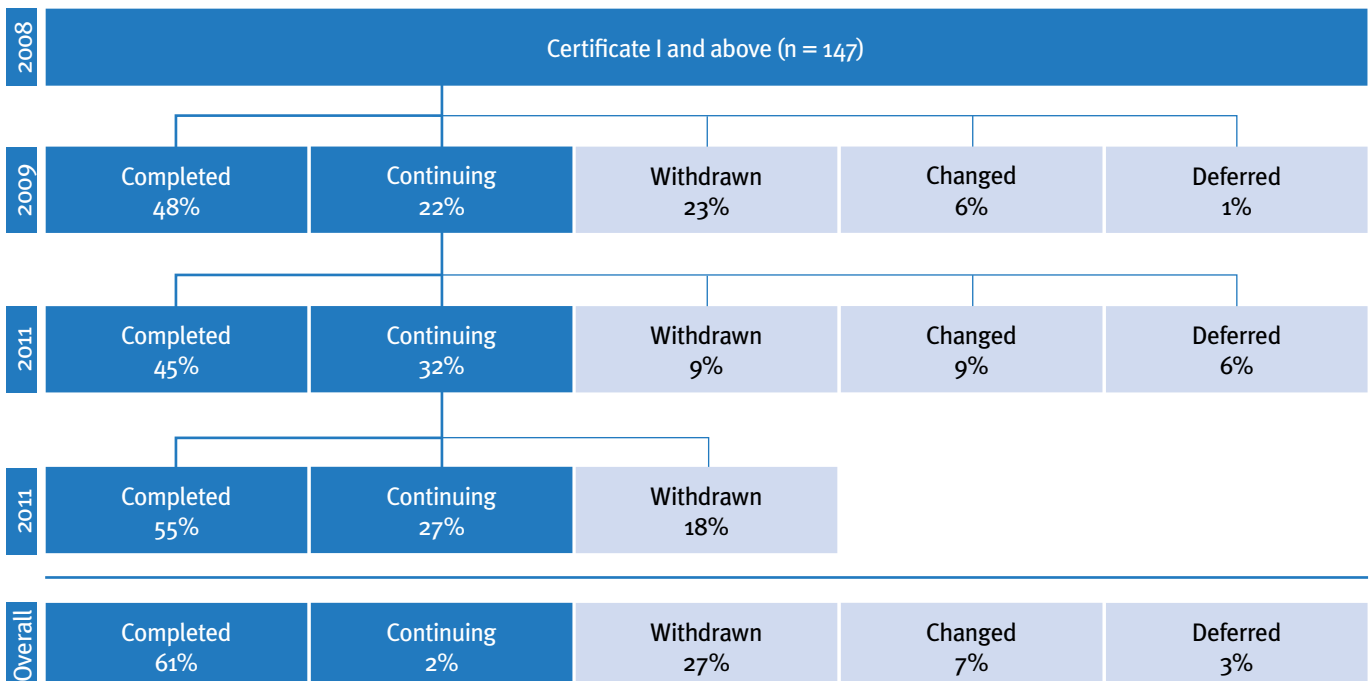 2008
Certificate I and above (n = 147)
2009
Completed
48%
Continuing
22%
Withdrawn
23%
Changed
6%
Deferred
1%
2011
Completed
45%
Continuing
32%
Withdrawn
9%
Changed
9%
Deferred
6%
2011
Completed
55%
Continuing
27%
Withdrawn
18%
Overall
Completed
61%
Continuing
2%
Withdrawn
27%
Changed
7%
Deferred
3%